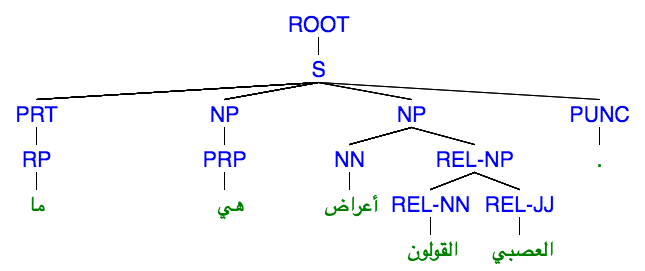 ROOT
S
PRT NP NP PUNC
RP PRP NN REL-NP .
ما هي أعراض REL-NN REL-JJ
القولون العصبي